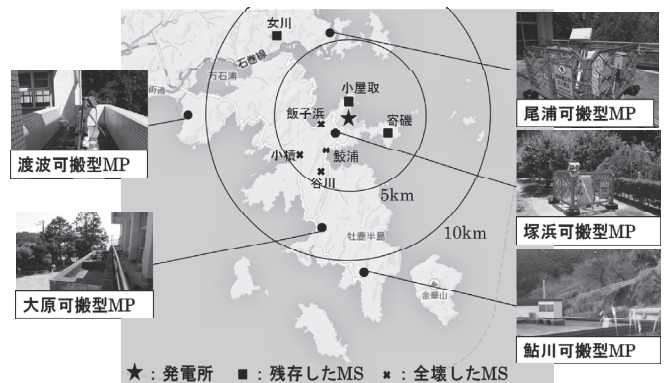 女川
石巻線
万石浦
小屋取
尾浦可搬型MP
飯子浜
寄磯
渡波可搬型MP
小積
鮫浦
谷川
5km
塚浜可搬型MP
牡鹿半島
10km
大原可搬型MP
金華山
鮎川可搬型MP
★：発電所 ■：残存したMS ×：全壊したMS